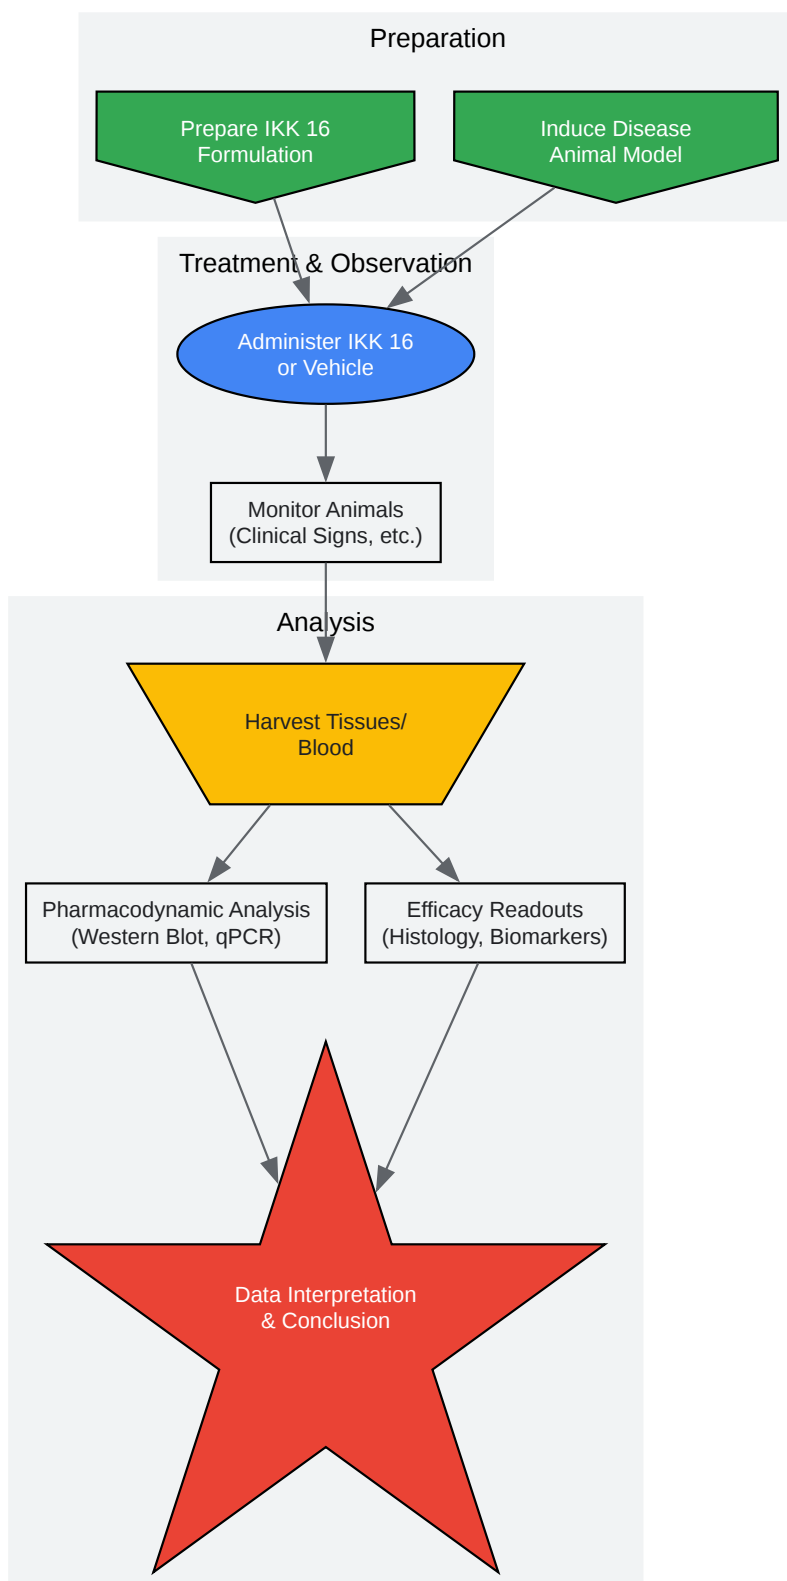 Preparation
Prepare IKK 16
Formulation
Induce Disease
Animal Model
Treatment & Observation
Administer IKK 16
or Vehicle
Monitor Animals
(Clinical Signs, etc.)
Analysis
Harvest Tissues/
Blood
Pharmacodynamic Analysis
(Western Blot, qPCR)
Efficacy Readouts
(Histology, Biomarkers)
Data Interpretation
& Conclusion